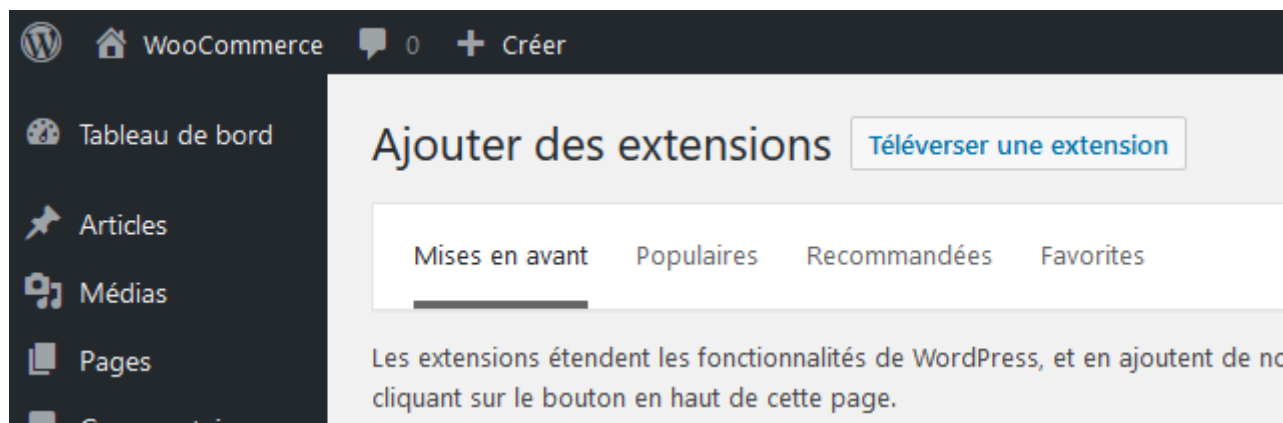 WooCommerce 0 + Créer
Tableau de bord
Ajouter des extensions Téléverser une extension
Articles
Mises en avant Populaires Recommandées Favorites
Médias
Pages
Les extensions étendent les fonctionnalités de WordPress, et en ajoutent de
cliquant sur le bouton en haut de cette page.